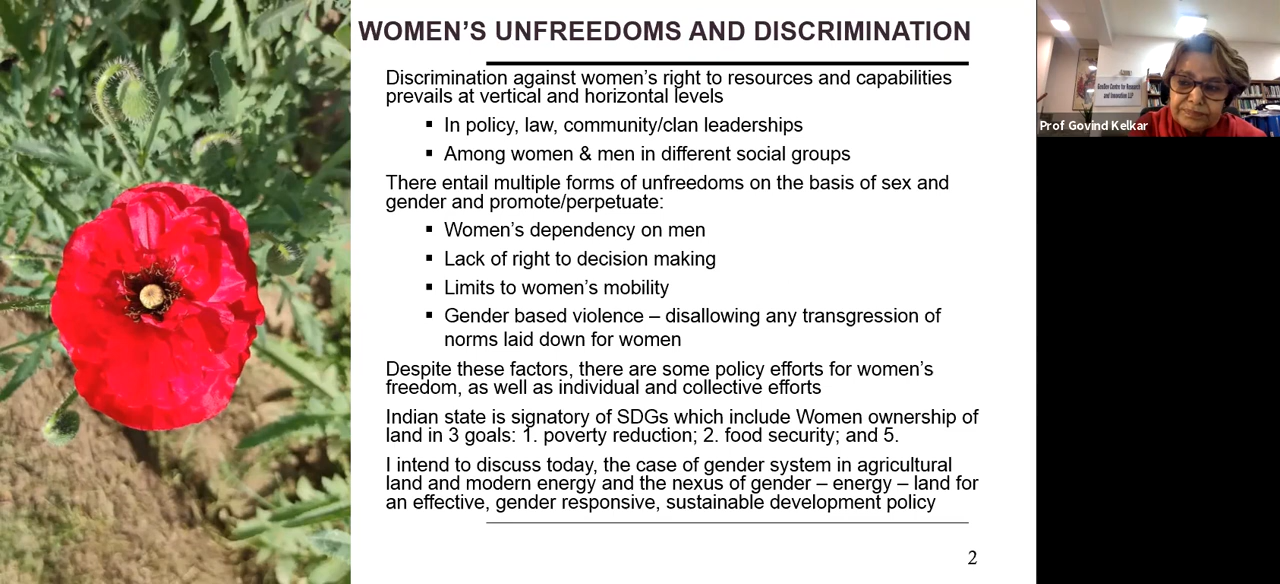 WOMEN'S UNFREEDOMS AND DISCRIMINATION
Discrimination against women's right to resources and capabilities
prevails at vertical and horizontal levels
▪ In policy, law, community/clan leaderships
▪ Among women & men in different social groups
There entail multiple forms of unfreedoms on the basis of sex and
gender and promote/perpetuate:
▪ Women's dependency on men
▪ Lack of right to decision making
▪ Limits to women's mobility
▪ Gender based violence – disallowing any transgression of
norms laid down for women
Despite these factors, there are some policy efforts for women's
freedom, as well as individual and collective efforts
Indian state is signatory of SDGs which include Women ownership of
land in 3 goals: 1. poverty reduction; 2. food security; and 5.
I intend to discuss today, the case of gender system in agricultural
land and modern energy and the nexus of gender – energy – land for
an effective, gender responsive, sustainable development policy
2
GenDev Centre for Research
and Innovation LLP
Prof Govind Kelkar